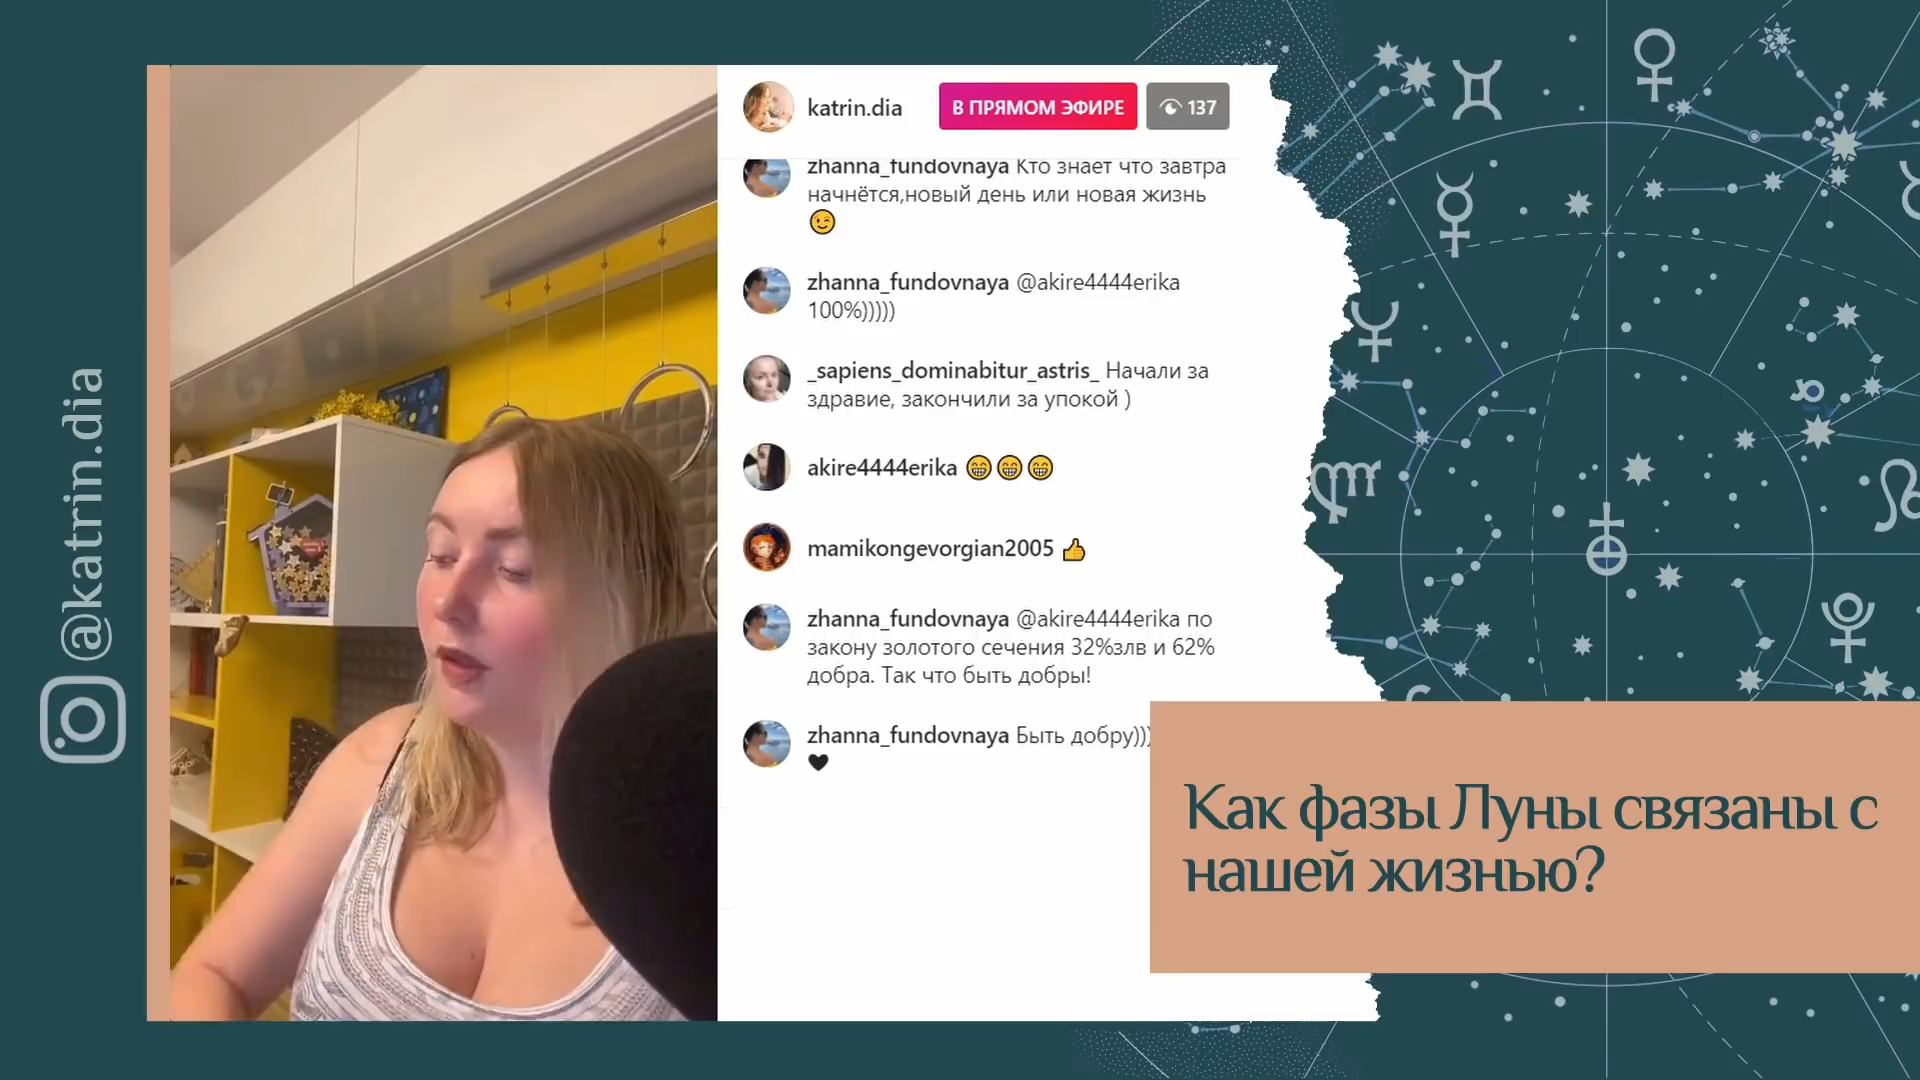 @katrin.dia
katrin.dia
В ПРЯМОМ ЭФИРЕ
137
zhanna_fundovnaya Кто знает что завтра
начнётся,новый день или новая жизнь
😉
zhanna_fundovnaya @akire4444erika
100%)))))
_sapiens_dominabitur_astris_ Начали за
здравие, закончили за упокой )
akire4444erika 😁😁😁
mamikongevorgian2005 👍
zhanna_fundovnaya @akire4444erika по
закону золотого сечения 32%злв и 62%
добра. Так что быть добры!
zhanna_fundovnaya Быть добру)))
🖤
Как фазы Луны связаны с
нашей жизнью?